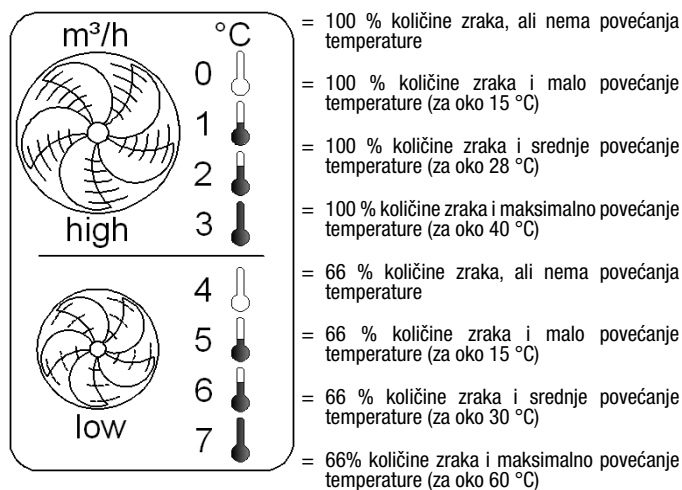 m³/h °C
0
= 100 % količine zraka, ali nema povećanja
temperature
1
= 100 % količine zraka i malo povećanje
temperature (za oko 15 °C)
2
= 100 % količine zraka i srednje povećanje
temperature (za oko 28 °C)
3
= 100 % količine zraka i maksimalno povećanje
temperature (za oko 40 °C)
high
4
= 66 % količine zraka, ali nema povećanja
temperature
5
= 66 % količine zraka i malo povećanje
temperature (za oko 15 °C)
6
= 66 % količine zraka i srednje povećanje
temperature (za oko 30 °C)
7
= 66% količine zraka i maksimalno povećanje
temperature (za oko 60 °C)
low